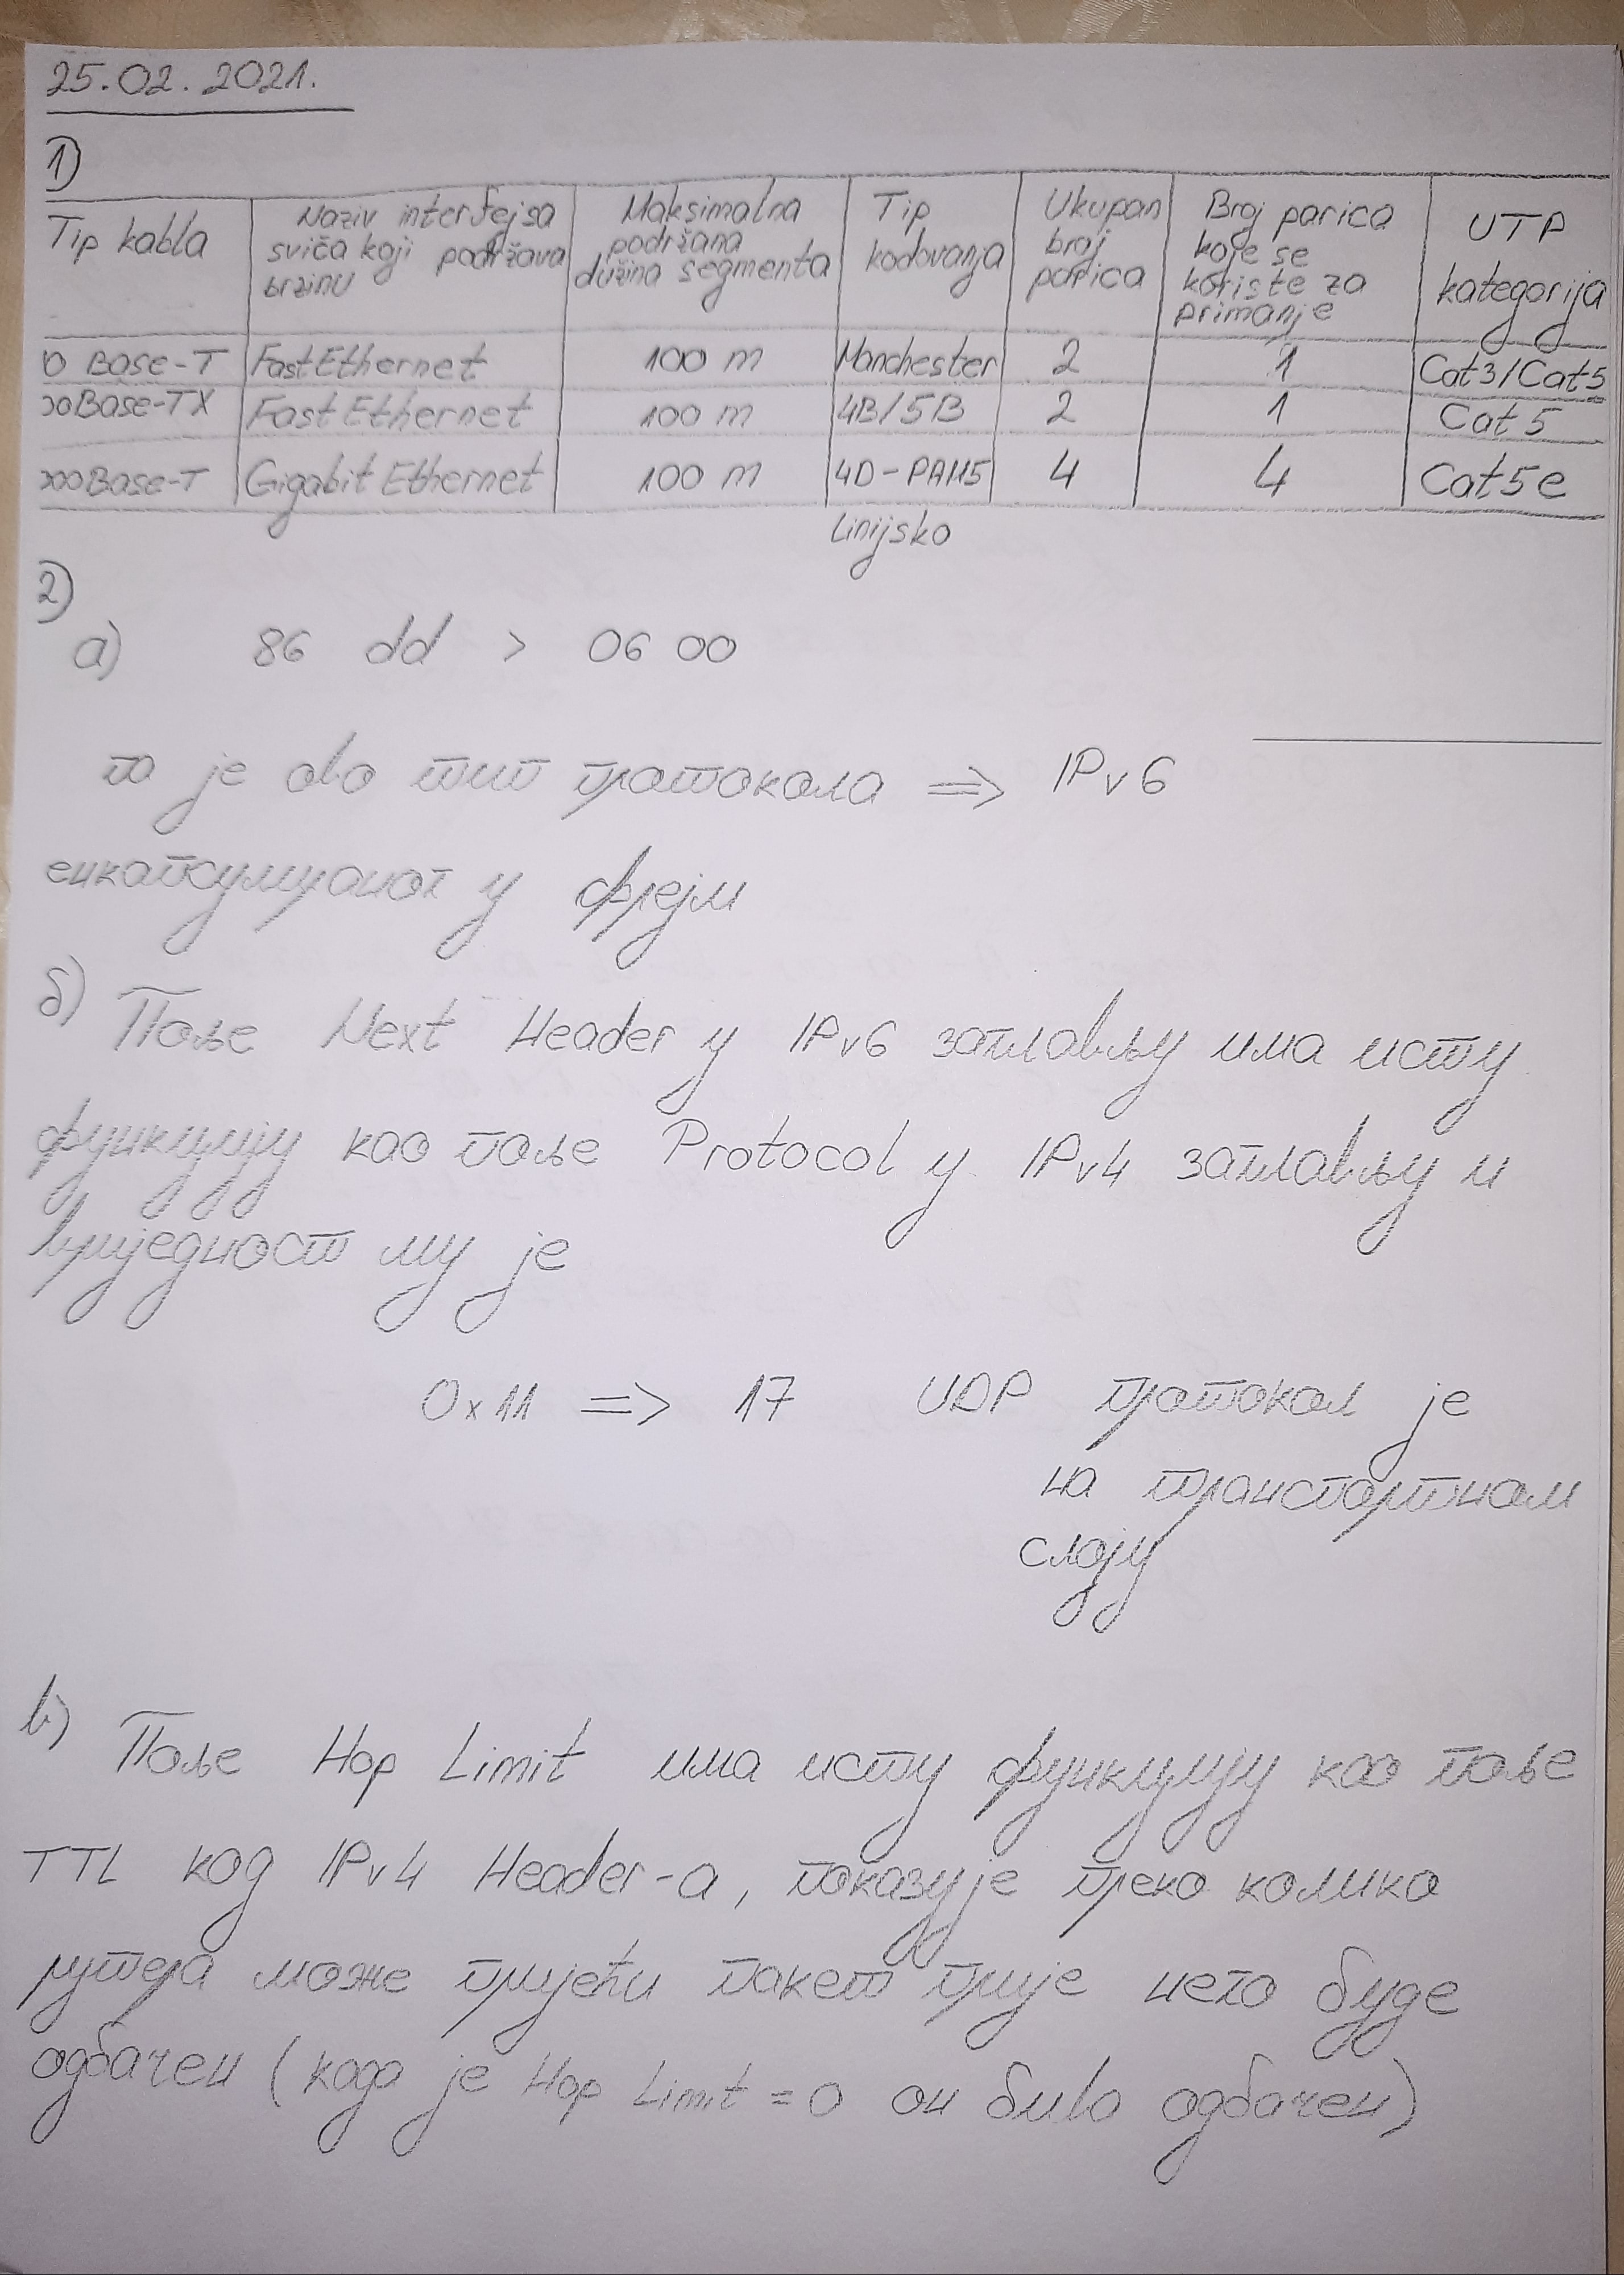 25.02.2021.
1)
Tip kabla | Naziv interfejsa sviča koji podržava brzinu | Maksimalna podržana dužina segmenta | Tip kodovanja | Ukupan broj parica | Broj parica koje se koriste za primanje | UTP kategorija
0 Base-T | FastEthernet | 100 m | Manchester | 2 | 1 | Cat3/Cat5
00Base-TX | FastEthernet | 100 m | 4B/5B | 2 | 1 | Cat 5
000Base-T | Gigabit Ethernet | 100 m | 4D-PAM5 | 4 | 4 | Cat5e
Linijsko
2)
а) 86 dd > 06 00
па је ово тип протокола => IPv6
енкапсулираног у фрејм
б) Поље Next Header у IPv6 заглављу има исту
функцију као поље Protocol у IPv4 заглављу и
вриједност му је
0x11 => 17 UDP протокол је
на транспортном
слоју
в) Поље Hop Limit има исту функцију као поље
TTL код IPv4 Header-a, показује преко колико
рутера може пријећи пакет прије него буде
одбачен (када је Hop Limit = 0 он бива одбачен)